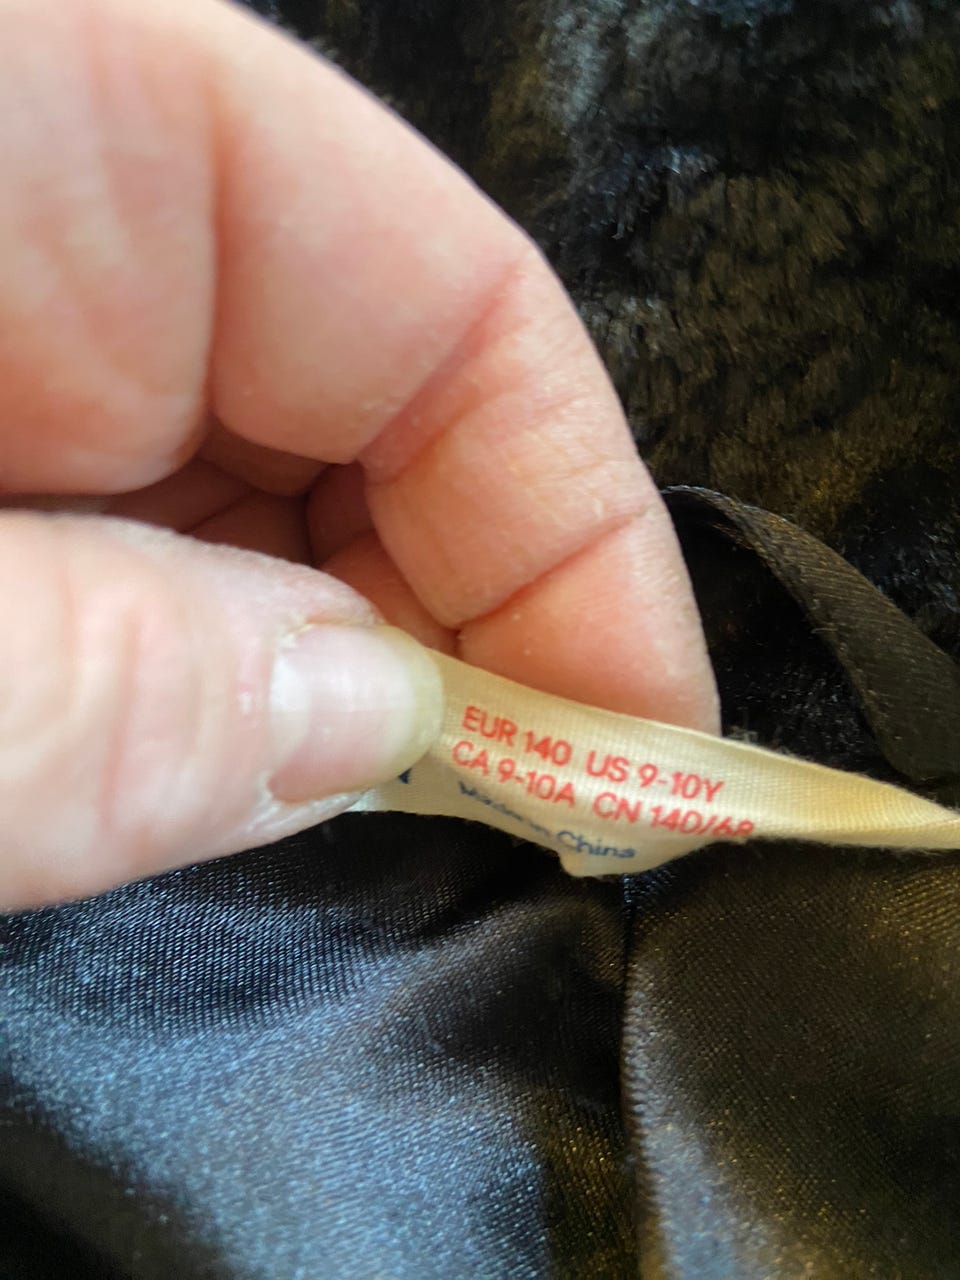 EUR 140 US 9-10Y
CA 9-10A CN 140/68
Made in China